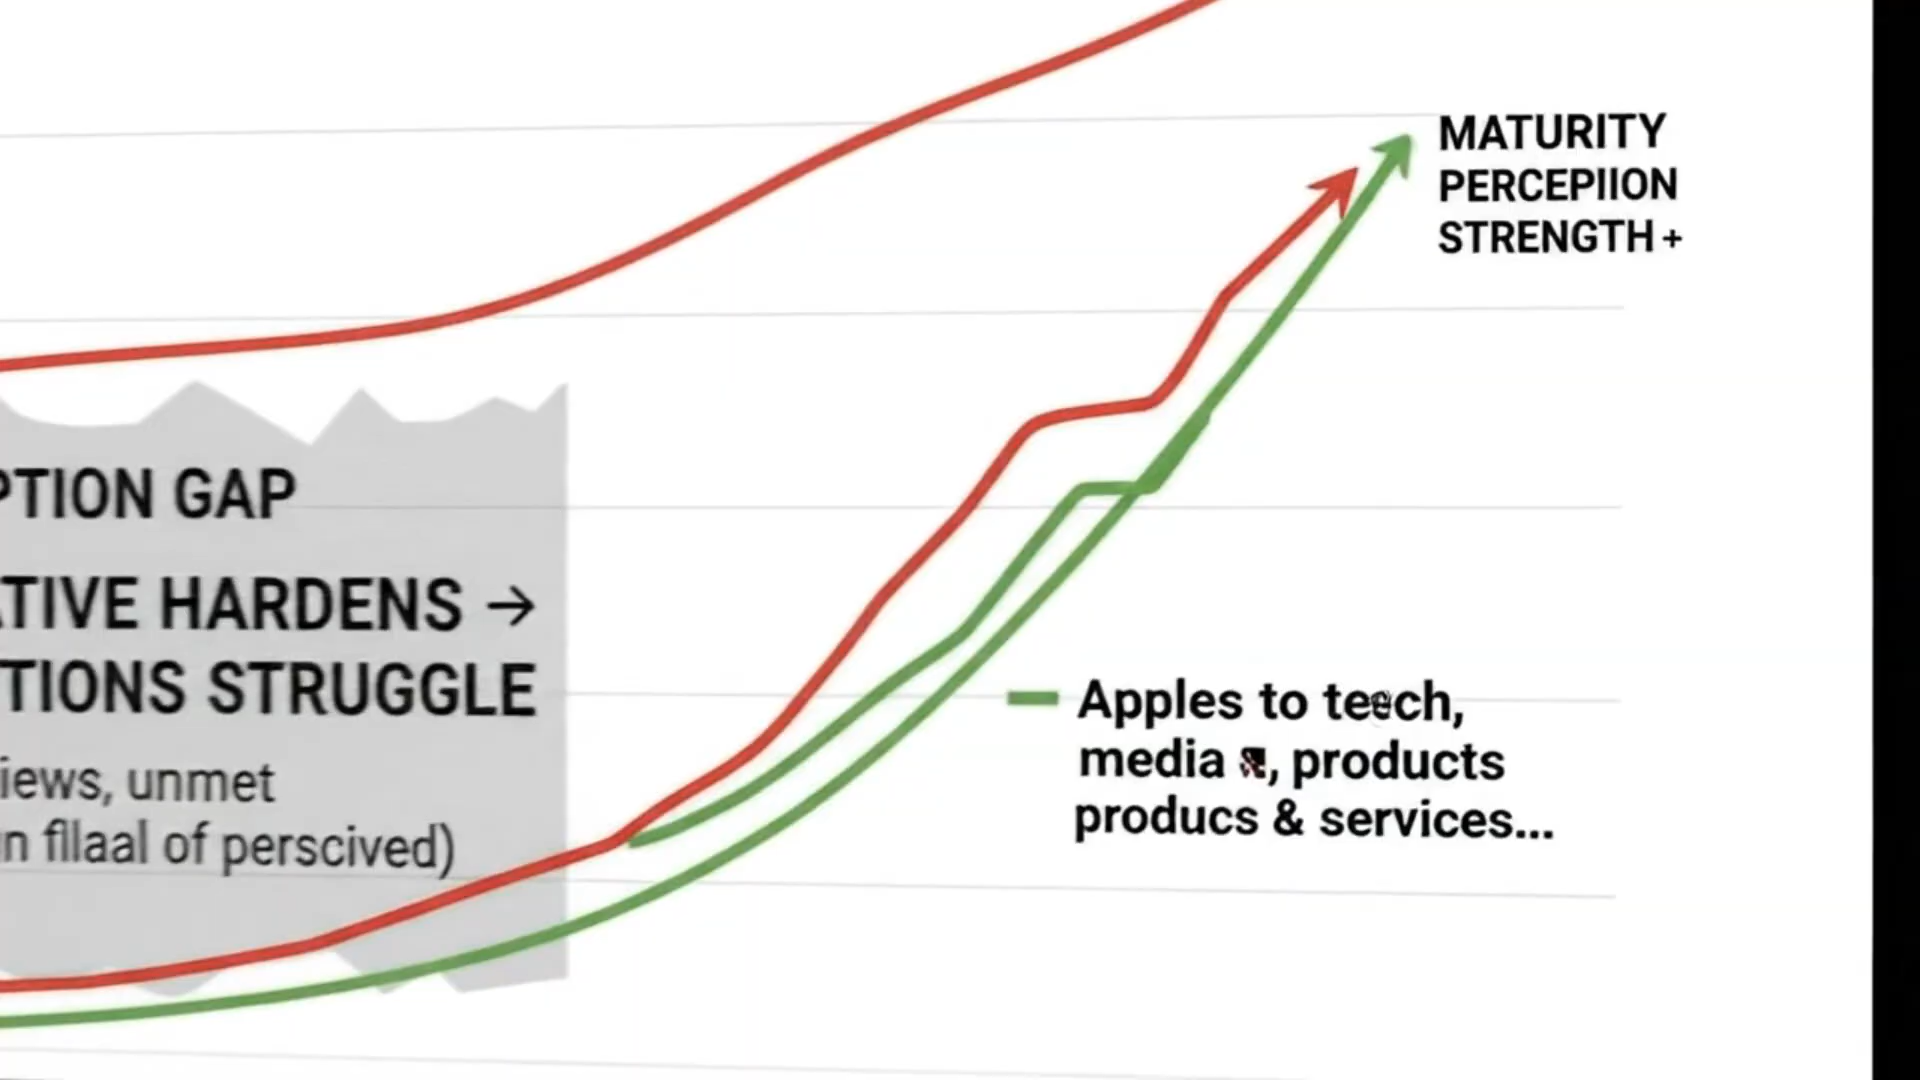 MATURITY
PERCEPIION
STRENGTH +
PTION GAP
ATIVE HARDENS →
TIONS STRUGGLE
iews, unmet
n fllaal of perscived)
Apples to tech,
media , products
producs & services...